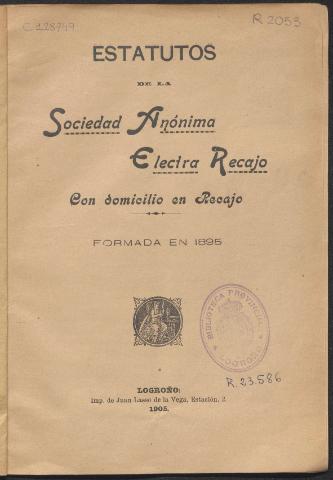 C 128749
R 2053
ESTATUTOS
DE LA
Sociedad Anónima
Electra Recajo
Con domicilio en Recajo
FORMADA EN 1895
BIBLIOTECA PROVINCIAL
LOGROÑO
R. 23.586
LOGROÑO:
Imp. de Juan Lasso de la Vega, Estación, 2
1905.